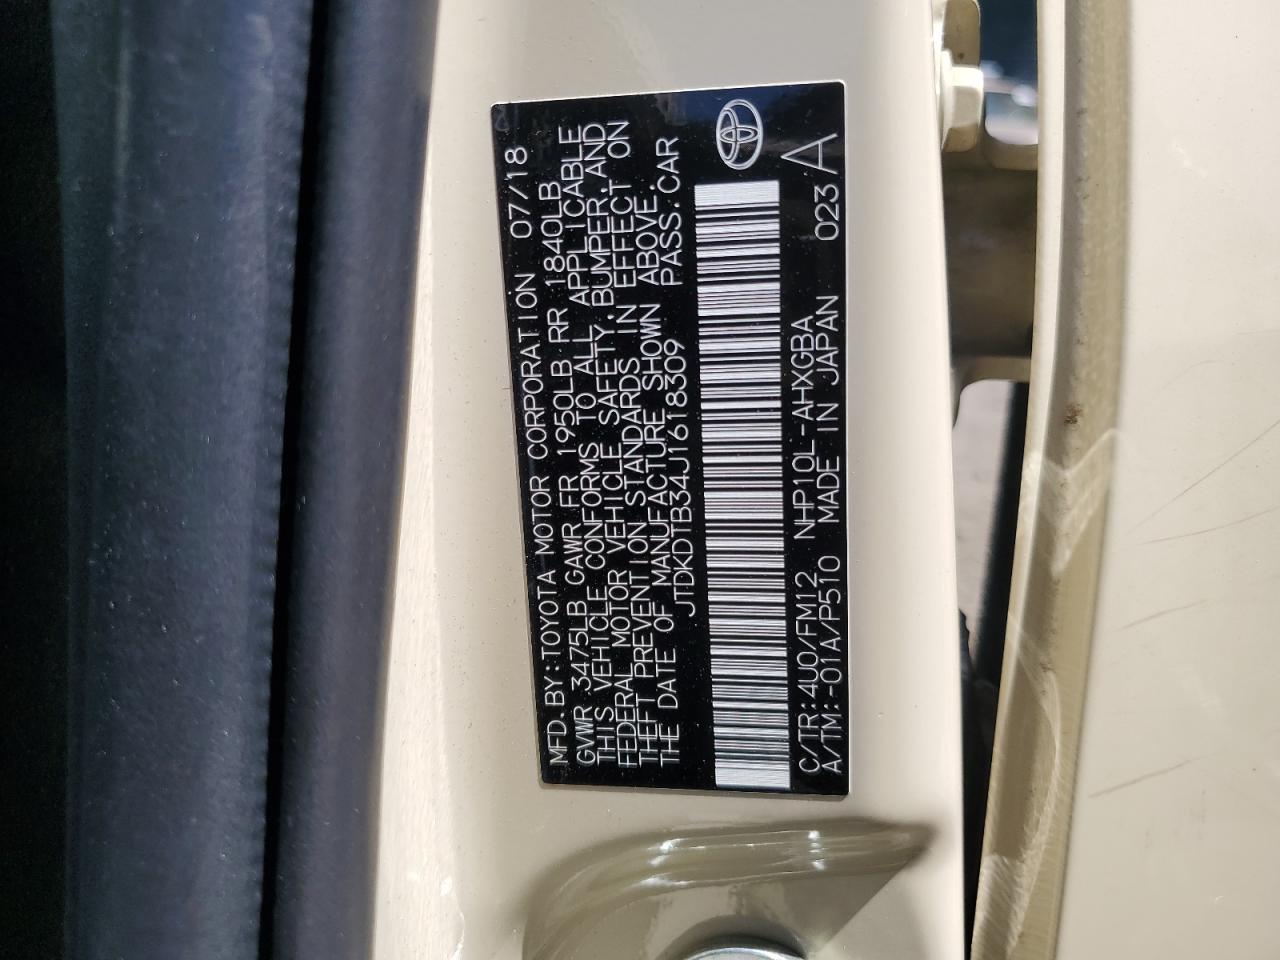 MFD.BY:TOYOTA MOTOR CORPORATION 07/18
GVWR 3475LB GAWR FR 1950LB RR 1840LB
THIS VEHICLE CONFORMS TO ALL APPLICABLE
FEDERAL MOTOR VEHICLE SAFETY,BUMPER,AND
THEFT PREVENTION STANDARDS IN EFFECT ON
THE DATE OF MANUFACTURE SHOWN ABOVE.
JTDKDTB34J1618309 PASS.CAR
C/TR:4U0/FM12 NHP10L-AHXGBA
A/TM:-01A/P510 MADE IN JAPAN 023 A